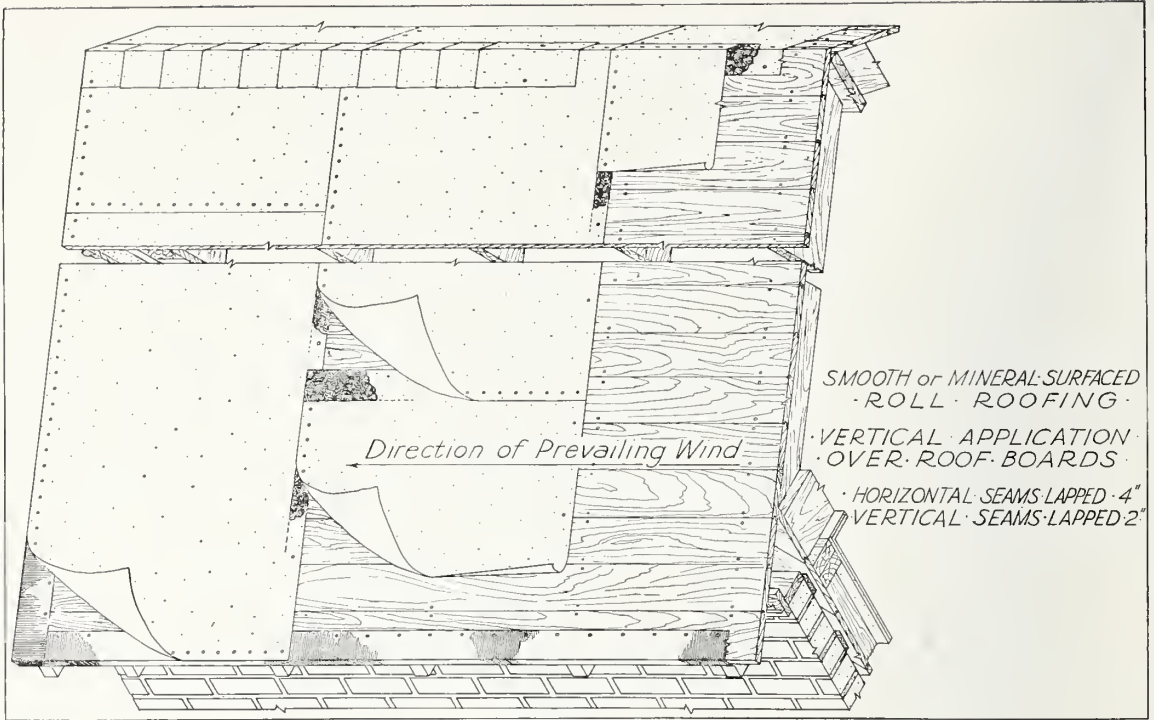 Direction of Prevailing Wind
SMOOTH or MINERAL·SURFACED
·ROLL·ROOFING·
·VERTICAL·APPLICATION·
·OVER·ROOF·BOARDS·
·HORIZONTAL·SEAMS·LAPPED·4"
·VERTICAL·SEAMS·LAPPED·2"